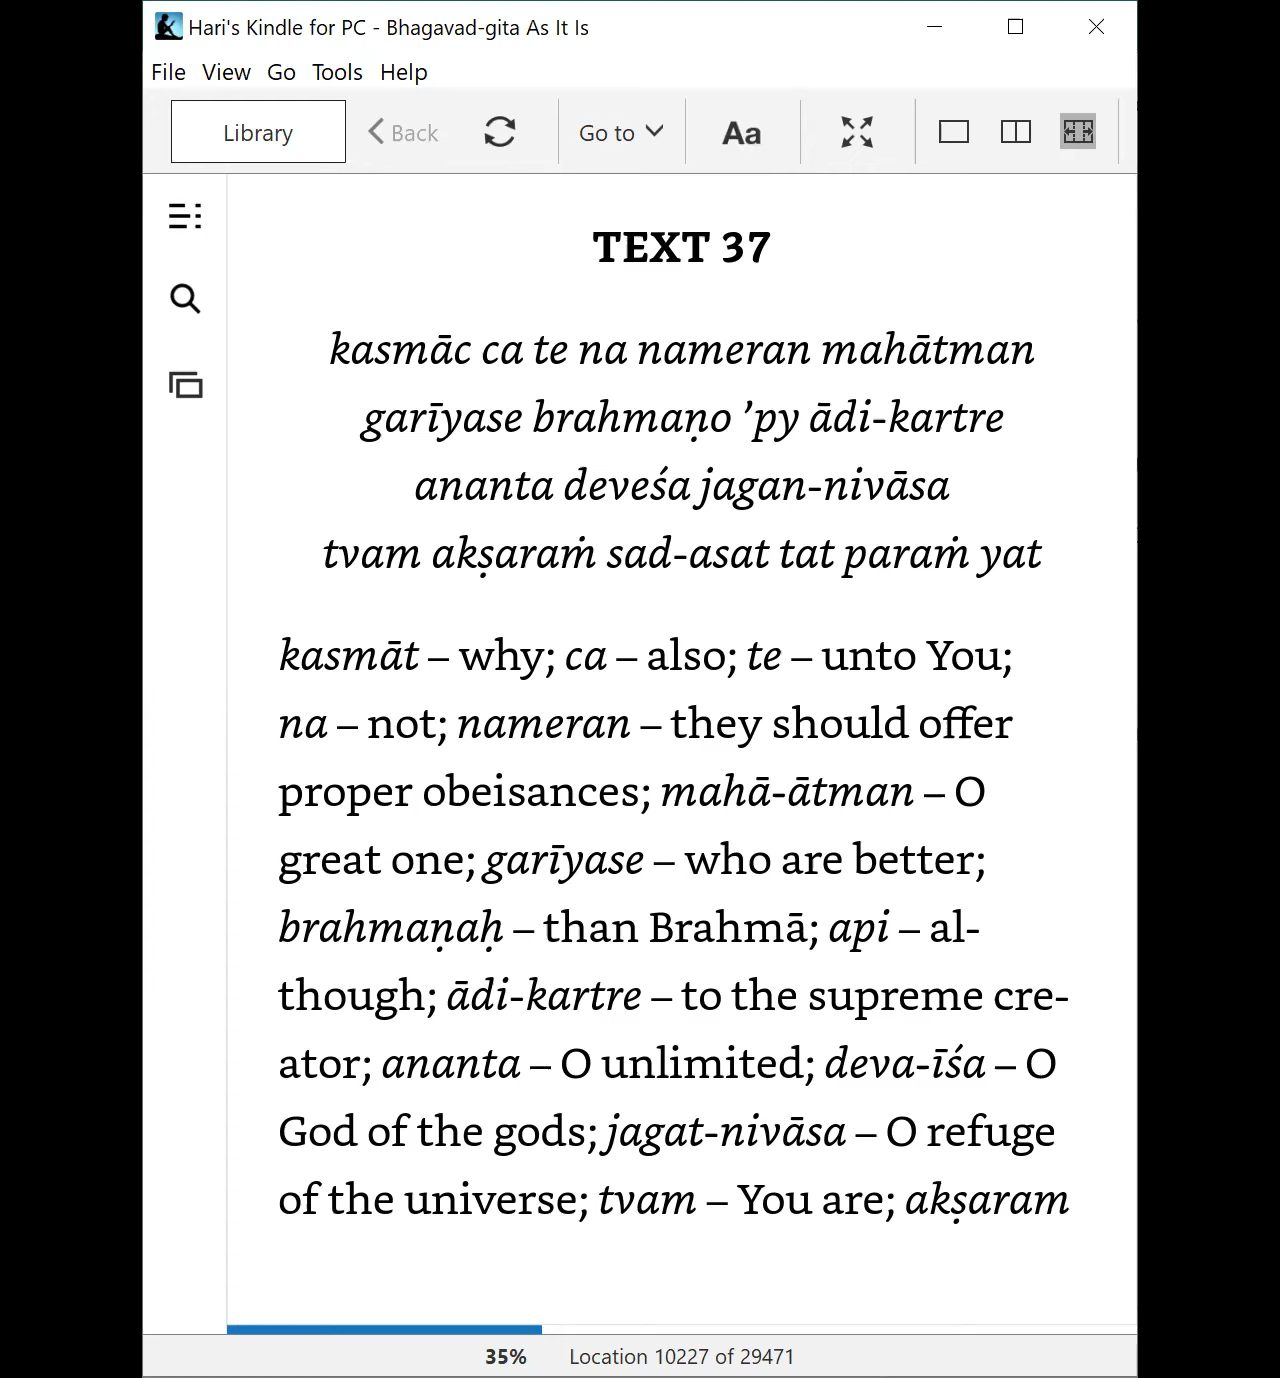 Hari's Kindle for PC - Bhagavad-gita As It Is
File View Go Tools Help
Library Back Go to Aa
TEXT 37
kasmāc ca te na nameran mahātman
garīyase brahmaṇo ’py ādi-kartre
ananta deveśa jagan-nivāsa
tvam akṣaraṁ sad-asat tat paraṁ yat
kasmāt – why; ca – also; te – unto You;
na – not; nameran – they should offer
proper obeisances; mahā-ātman – O
great one; garīyase – who are better;
brahmaṇaḥ – than Brahmā; api – al-
though; ādi-kartre – to the supreme cre-
ator; ananta – O unlimited; deva-īśa – O
God of the gods; jagat-nivāsa – O refuge
of the universe; tvam – You are; akṣaram
35% Location 10227 of 29471